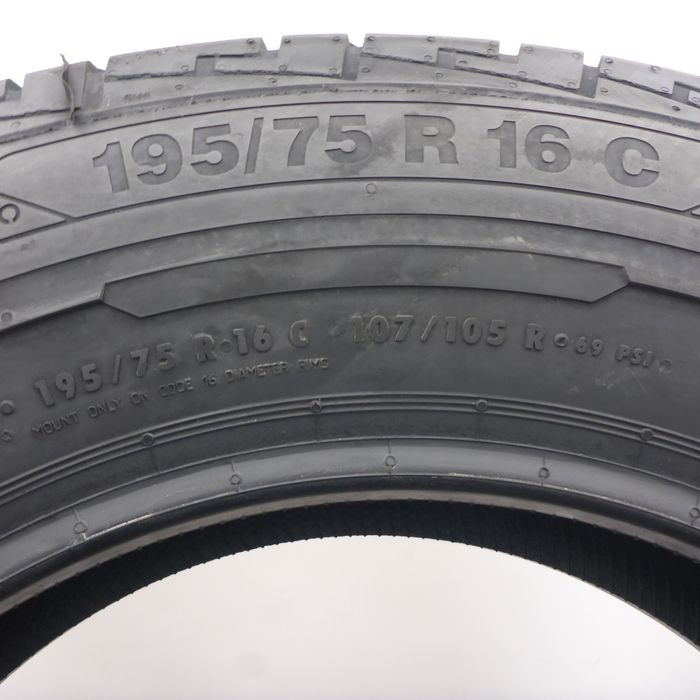 195/75 R 16 C
195/75 R 16 C 107/105 R 69 PSI
MOUNT ONLY ON CODE 16 DIAMETER RIMS